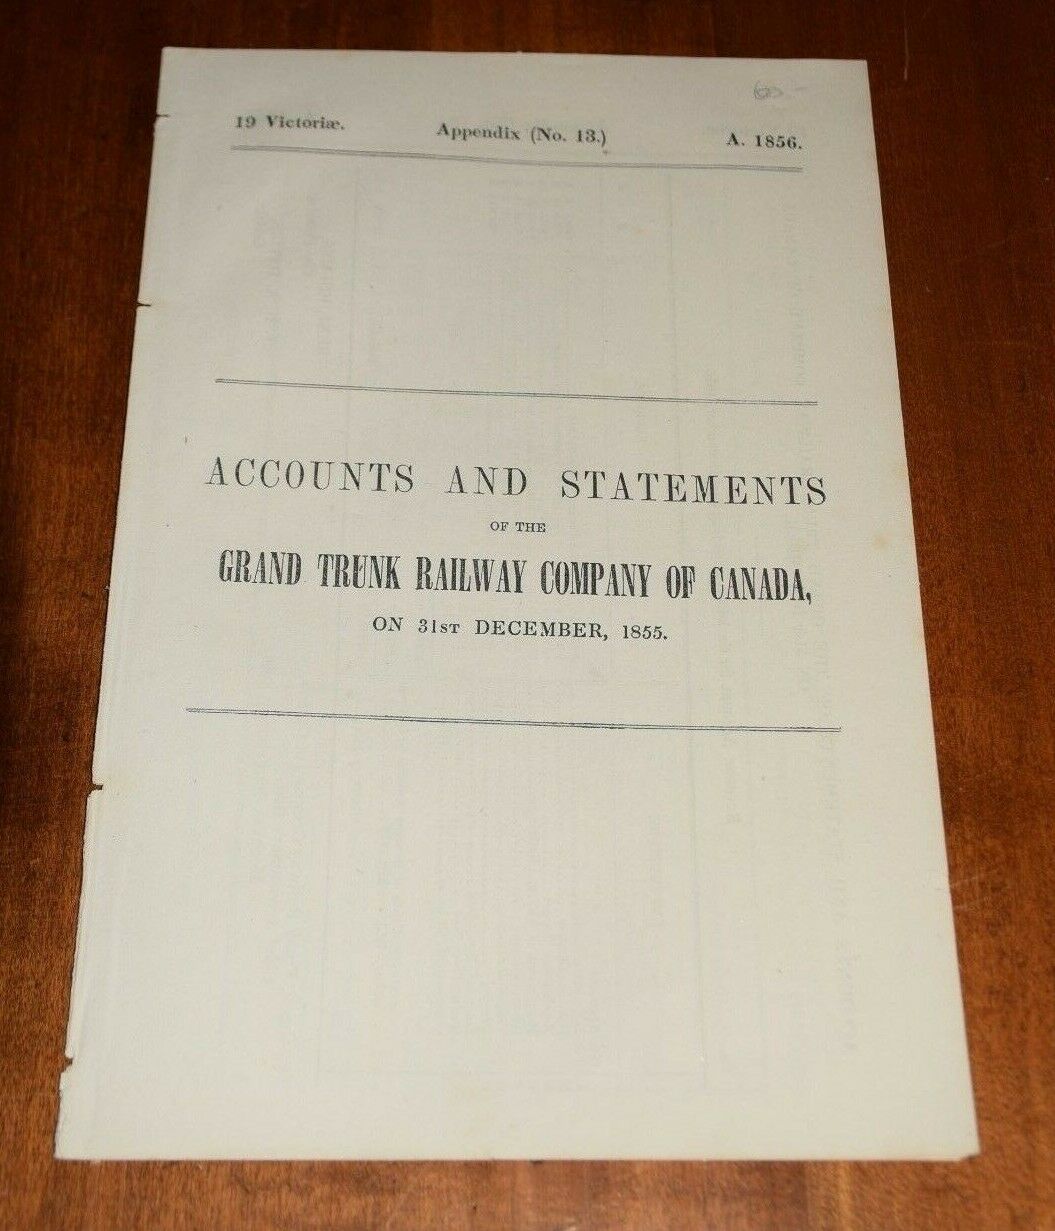 19 Victoriæ. Appendix (No. 13.) A. 1856.
ACCOUNTS AND STATEMENTS
OF THE
GRAND TRUNK RAILWAY COMPANY OF CANADA,
ON 31ST DECEMBER, 1855.